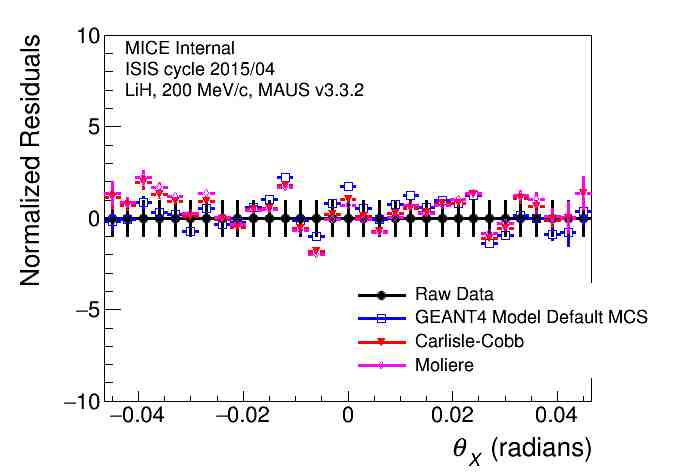 MICE Internal
ISIS cycle 2015/04
LiH, 200 MeV/c, MAUS v3.3.2
Normalized Residuals
10
5
0
−5
−10
Raw Data
GEANT4 Model Default MCS
Carlisle-Cobb
Moliere
−0.04
−0.02
0
0.02
0.04
θ_X (radians)